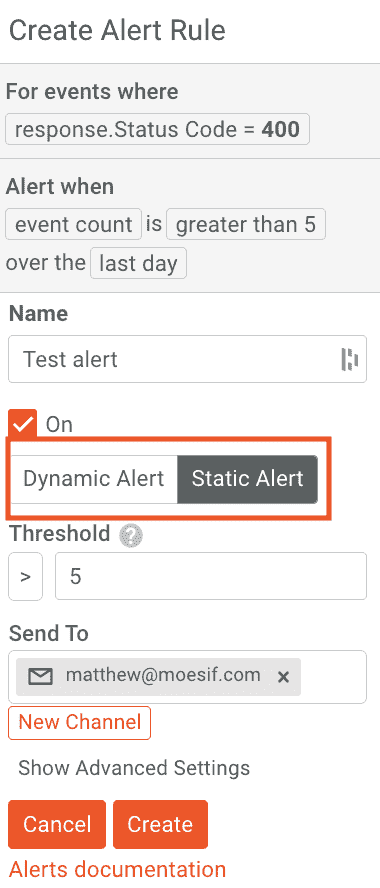 Create Alert Rule
For events where
response.Status Code = 400
Alert when
event count is greater than 5
over the last day
Name
Test alert
On
Dynamic Alert Static Alert
Threshold ?
> 5
Send To
matthew@moesif.com ×
New Channel
Show Advanced Settings
Cancel Create
Alerts documentation